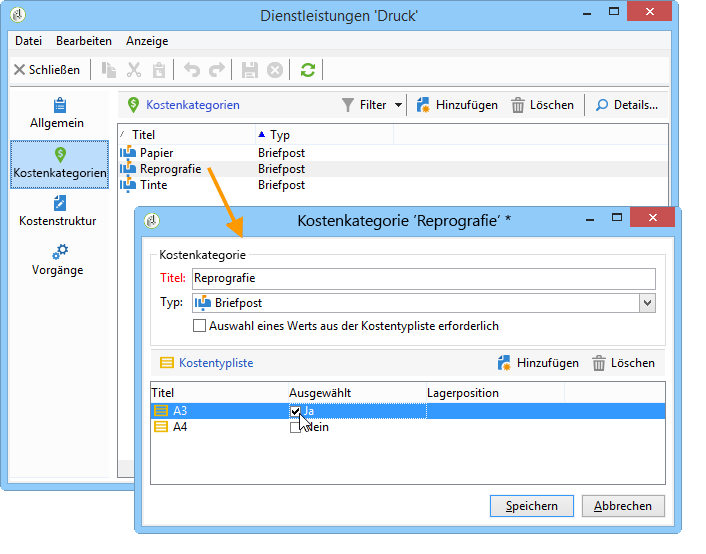 Dienstleistungen 'Druck'
Datei Bearbeiten Anzeige
Schließen
Allgemein
Kostenkategorien
Kostenstruktur
Vorgänge
Kostenkategorien Filter Hinzufügen Löschen Details...
Titel Typ
Papier Briefpost
Reprografie Briefpost
Tinte Briefpost
Kostenkategorie 'Reprografie' *
Kostenkategorie
Titel: Reprografie
Typ: Briefpost
Auswahl eines Werts aus der Kostentypliste erforderlich
Kostentypliste Hinzufügen Löschen
Titel Ausgewählt Lagerposition
A3 Ja
A4 Nein
Speichern Abbrechen